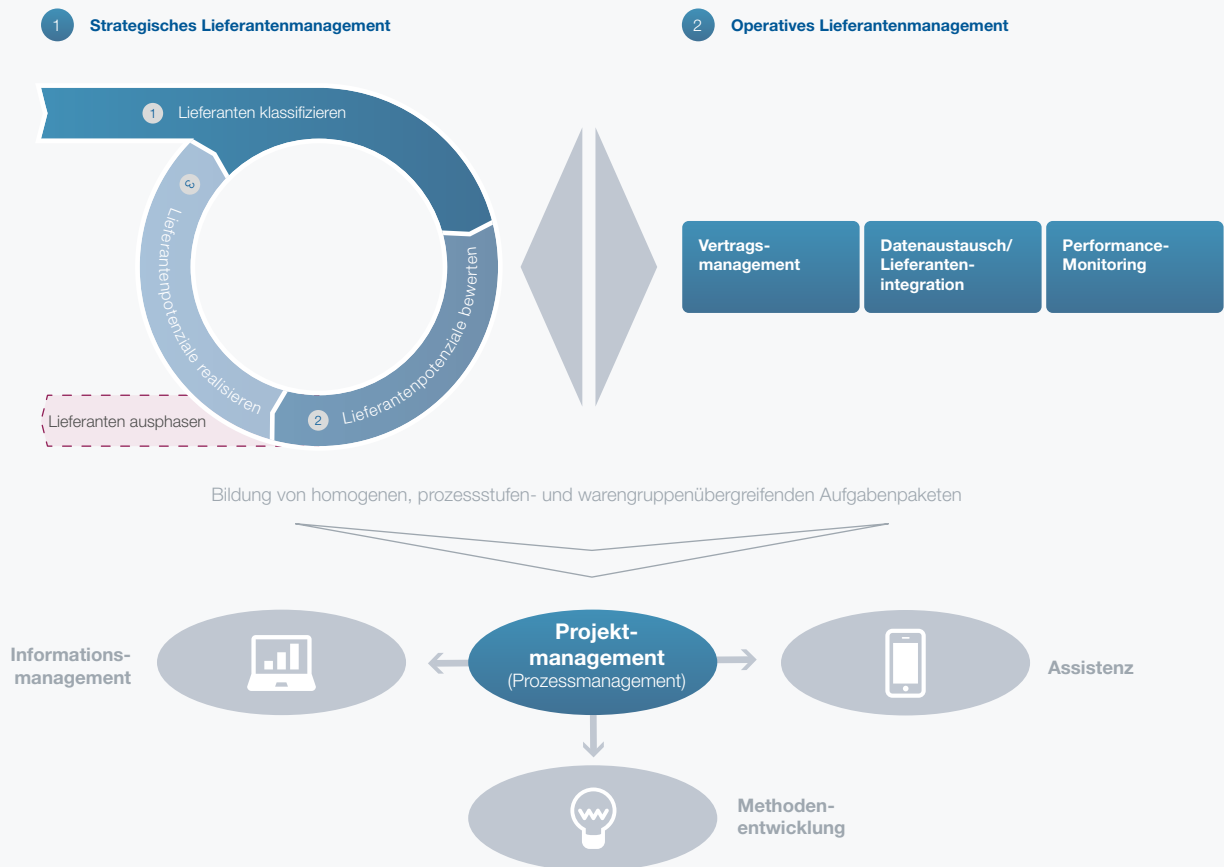 1 Strategisches Lieferantenmanagement
2 Operatives Lieferantenmanagement
1 Lieferanten klassifizieren
2 Lieferantenpotenziale bewerten
3 Lieferantenpotenziale realisieren
Lieferanten ausphasen
Vertrags-
management
Datenaustausch/
Lieferanten-
integration
Performance-
Monitoring
Bildung von homogenen, prozessstufen- und warengruppenübergreifenden Aufgabenpaketen
Informations-
management
Projekt-
management
(Prozessmanagement)
Assistenz
Methoden-
entwicklung